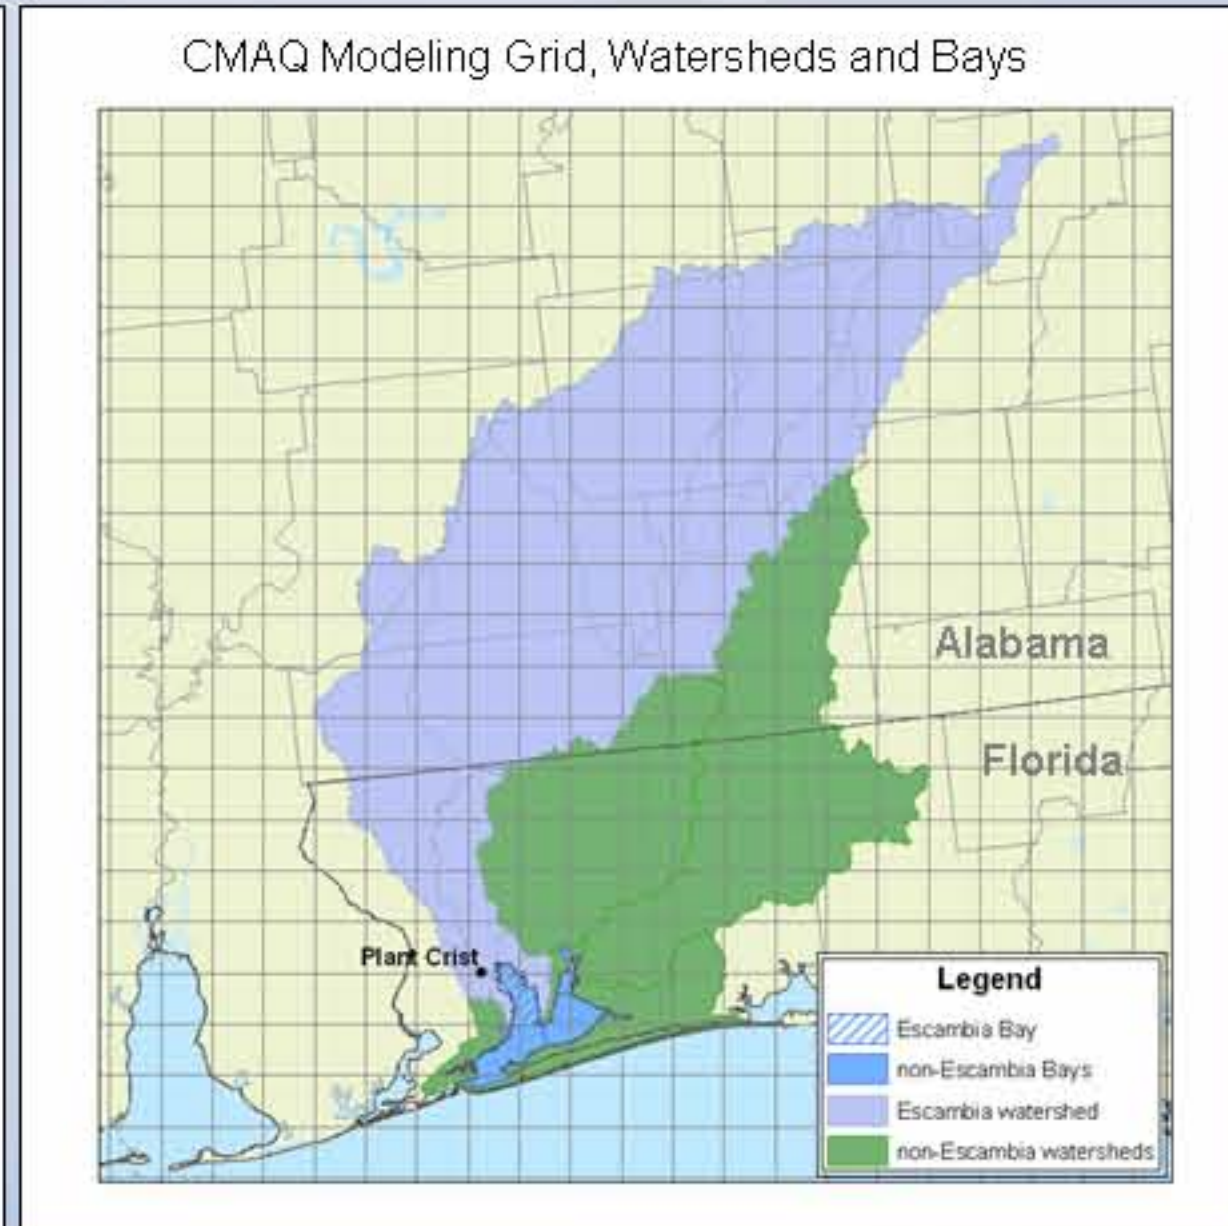 CMAQ Modeling Grid, Watersheds and Bays
Alabama
Florida
Plant Crist
Legend
Escambia Bay
non-Escambia Bays
Escambia watershed
non-Escambia watersheds